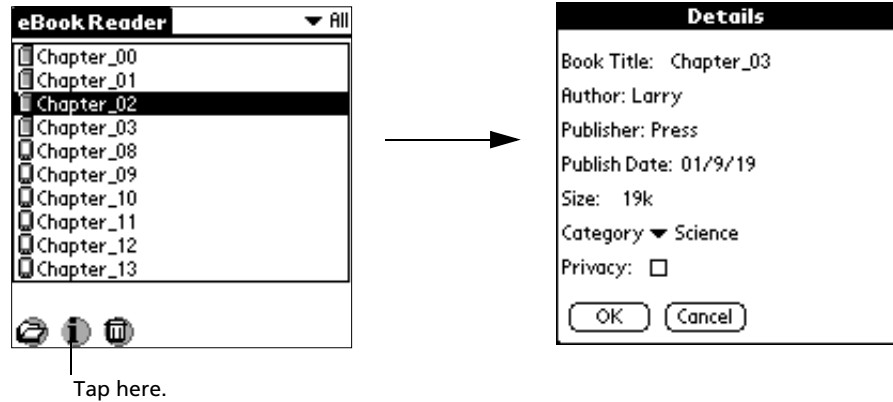 eBook Reader
All
Chapter_00
Chapter_01
Chapter_02
Chapter_03
Chapter_08
Chapter_09
Chapter_10
Chapter_11
Chapter_12
Chapter_13
Tap here.
Details
Book Title: Chapter_03
Author: Larry
Publisher: Press
Publish Date: 01/9/19
Size: 19k
Category Science
Privacy:
OK Cancel